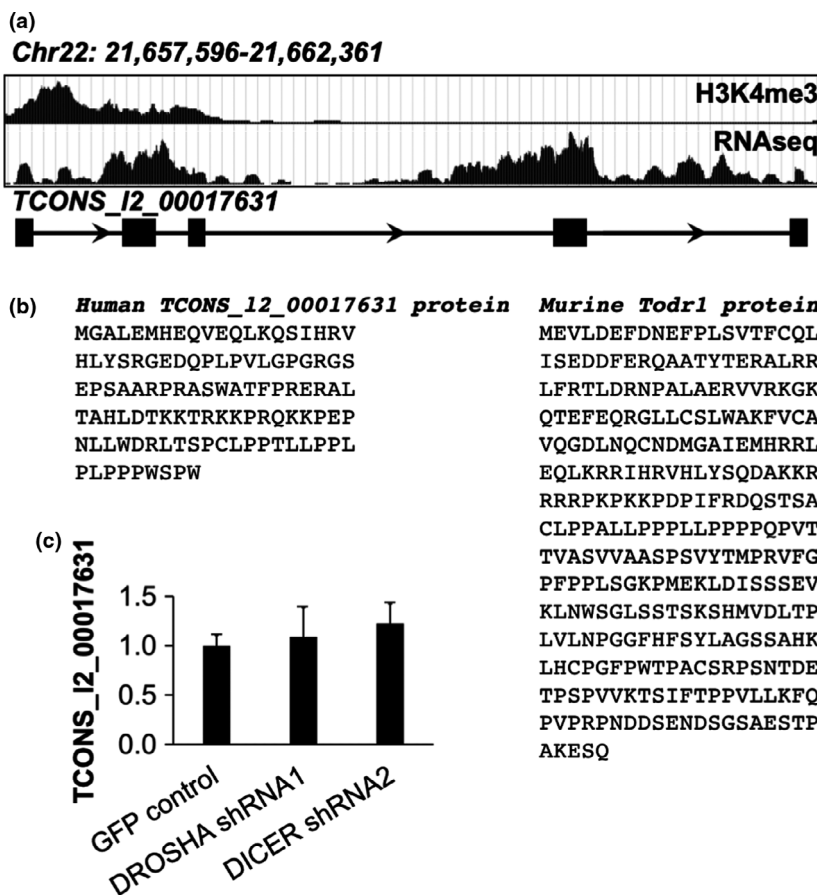 (a)
Chr22: 21,657,596-21,662,361
H3K4me3
RNAseq
TCONS_l2_00017631
(b)
Human TCONS_l2_00017631 protein
MGALEMHEQVEQLKQSIHRV
HLYSRGEDQPLPVLGPGRGS
EPSAARPRASWATFPRERAL
TAHLDTKKTRKKPRQKKPEP
NLLWDRLTSPCLPPTLLPPL
PLPPPWSPW
Murine Todr1 protein
MEVLDEFDNEFPLSVTFCQL
ISEDDFERQAATYTERALRR
LFRTLDRNPALAERVVRKGK
QTEFEQRGLLCSLWAKFVCA
VQGDLNQCNDMGAIEMHRRL
EQLKRRIHRVHLYSQDAKKR
RRRPKPKKPDPIFRDQSTSA
CLPPALLPPPLLPPPPQPVT
TVASVVAASPSVYTMPRVFG
PFPPLSGKPMEKLDISSSEV
KLNWSGLSSTSKSHMVDLTP
LVLNPGGFHFSYLAGSSAHK
LHCPGFPWTPACSRPSNTDE
TPSPVVKTSIFTPPVLLKFQ
PVPRPNDDSENDSGSAESTP
AKESQ
(c)
TCONS_l2_00017631
1.5
1.0
0.5
0.0
GFP control
DROSHA shRNA1
DICER shRNA2